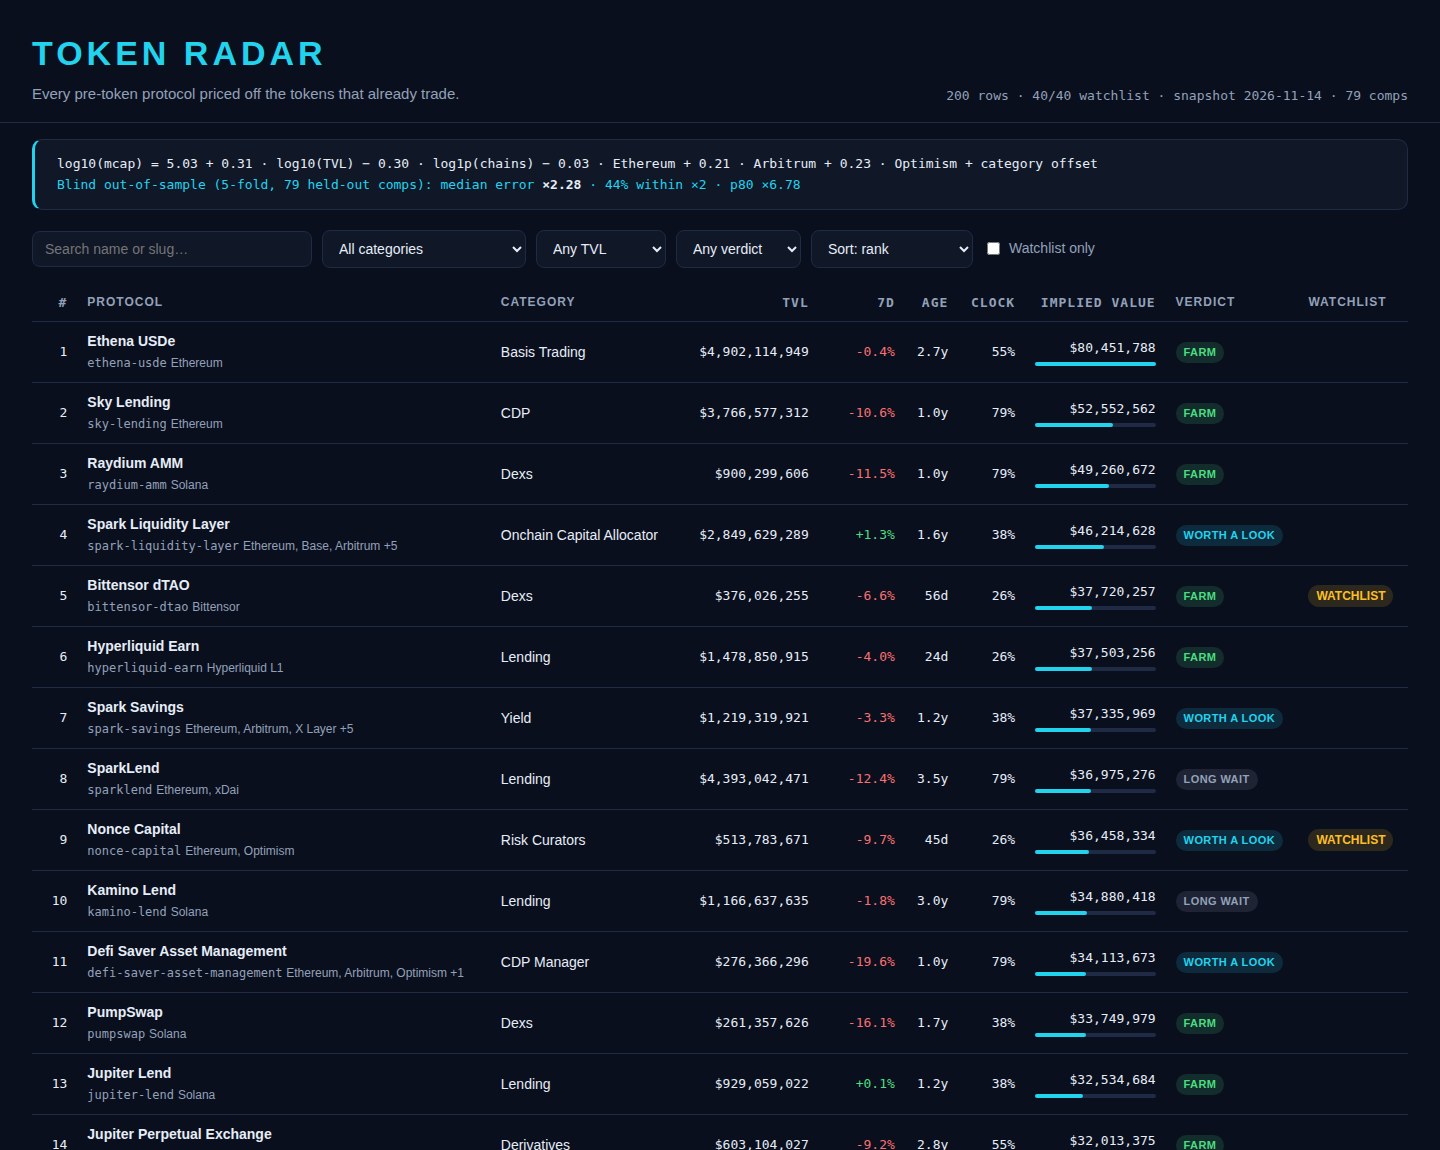 TOKEN RADAR
Every pre-token protocol priced off the tokens that already trade.
200 rows · 40/40 watchlist · snapshot 2026-11-14 · 79 comps
log10(mcap) = 5.03 + 0.31 · log10(TVL) − 0.30 · log1p(chains) − 0.03 · Ethereum + 0.21 · Arbitrum + 0.23 · Optimism + category offset
Blind out-of-sample (5-fold, 79 held-out comps): median error ×2.28 · 44% within ×2 · p80 ×6.78
Search name or slug… All categories Any TVL Any verdict Sort: rank Watchlist only
# PROTOCOL CATEGORY TVL 7D AGE CLOCK IMPLIED VALUE VERDICT WATCHLIST
1 Ethena USDe Basis Trading $4,902,114,949 -0.4% 2.7y 55% $80,451,788 FARM
ethena-usde Ethereum
2 Sky Lending CDP $3,766,577,312 -10.6% 1.0y 79% $52,552,562 FARM
sky-lending Ethereum
3 Raydium AMM Dexs $900,299,606 -11.5% 1.0y 79% $49,260,672 FARM
raydium-amm Solana
4 Spark Liquidity Layer Onchain Capital Allocator $2,849,629,289 +1.3% 1.6y 38% $46,214,628 WORTH A LOOK
spark-liquidity-layer Ethereum, Base, Arbitrum +5
5 Bittensor dTAO Dexs $376,026,255 -6.6% 56d 26% $37,720,257 FARM WATCHLIST
bittensor-dtao Bittensor
6 Hyperliquid Earn Lending $1,478,850,915 -4.0% 24d 26% $37,503,256 FARM
hyperliquid-earn Hyperliquid L1
7 Spark Savings Yield $1,219,319,921 -3.3% 1.2y 38% $37,335,969 WORTH A LOOK
spark-savings Ethereum, Arbitrum, X Layer +5
8 SparkLend Lending $4,393,042,471 -12.4% 3.5y 79% $36,975,276 LONG WAIT
sparklend Ethereum, xDai
9 Nonce Capital Risk Curators $513,783,671 -9.7% 45d 26% $36,458,334 WORTH A LOOK WATCHLIST
nonce-capital Ethereum, Optimism
10 Kamino Lend Lending $1,166,637,635 -1.8% 3.0y 79% $34,880,418 LONG WAIT
kamino-lend Solana
11 Defi Saver Asset Management CDP Manager $276,366,296 -19.6% 1.0y 79% $34,113,673 WORTH A LOOK
defi-saver-asset-management Ethereum, Arbitrum, Optimism +1
12 PumpSwap Dexs $261,357,626 -16.1% 1.7y 38% $33,749,979 FARM
pumpswap Solana
13 Jupiter Lend Lending $929,059,022 +0.1% 1.2y 38% $32,534,684 FARM
jupiter-lend Solana
14 Jupiter Perpetual Exchange Derivatives $603,104,027 -9.2% 2.8y 55% $32,013,375 FARM